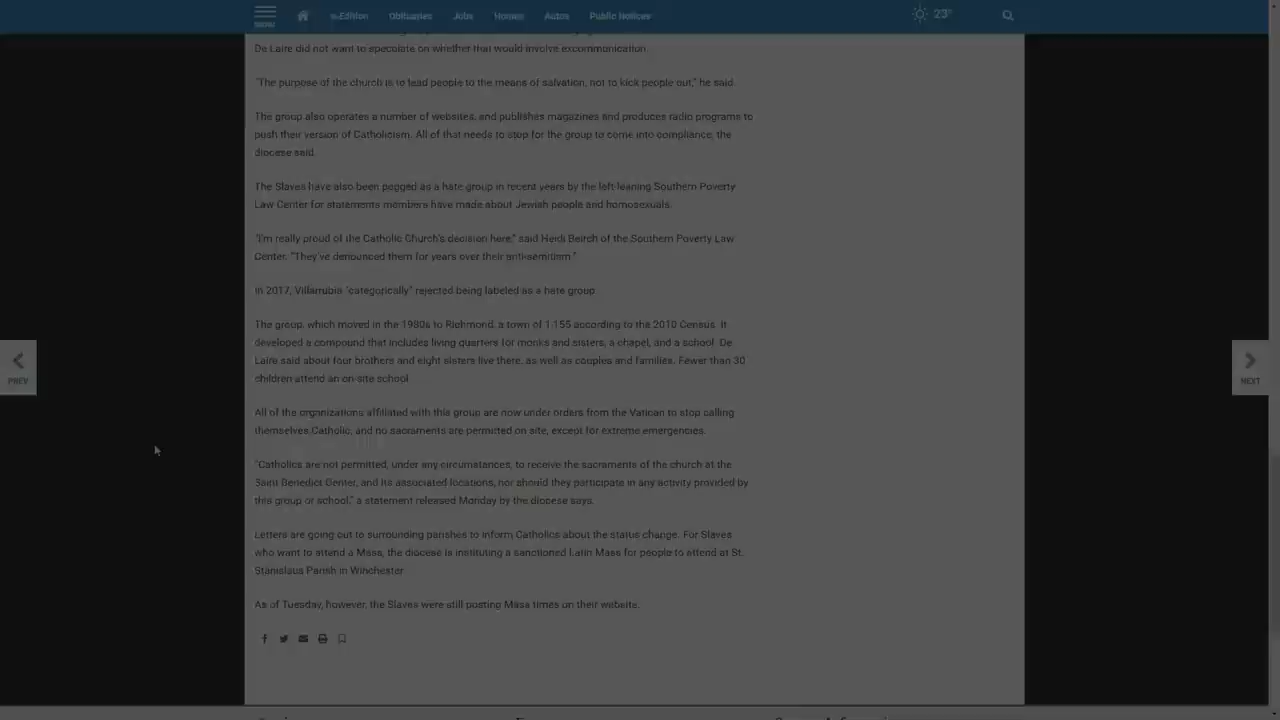 MENU e-Edition Obituaries Jobs Homes Autos Public Notices 23°
De Laire did not want to speculate on whether that would involve excommunication.
"The purpose of the church is to lead people to the means of salvation, not to kick people out," he said.
The group also operates a number of websites, and publishes magazines and produces radio programs to
push their version of Catholicism. All of that needs to stop for the group to come into compliance, the
diocese said.
The Slaves have also been pegged as a hate group in recent years by the left-leaning Southern Poverty
Law Center for statements members have made about Jewish people and homosexuals.
"I'm really proud of the Catholic Church's decision here," said Heidi Beirch of the Southern Poverty Law
Center. "They've denounced them for years over their anti-semitism."
In 2017, Villarrubia "categorically" rejected being labeled as a hate group.
The group, which moved in the 1980s to Richmond, a town of 1,155 according to the 2010 Census. It
developed a compound that includes living quarters for monks and sisters, a chapel, and a school. De
Laire said about four brothers and eight sisters live there, as well as couples and families. Fewer than 30
children attend an on-site school.
All of the organizations affiliated with this group are now under orders from the Vatican to stop calling
themselves Catholic, and no sacraments are permitted on site, except for extreme emergencies.
"Catholics are not permitted, under any circumstances, to receive the sacraments of the church at the
Saint Benedict Center, and its associated locations, nor should they participate in any activity provided by
this group or school," a statement released Monday by the diocese says.
Letters are going out to surrounding parishes to inform Catholics about the status change. For Slaves
who want to attend a Mass, the diocese is instituting a sanctioned Latin Mass for people to attend at St.
Stanislaus Parish in Winchester.
As of Tuesday, however, the Slaves were still posting Mass times on their website.
PREV
NEXT